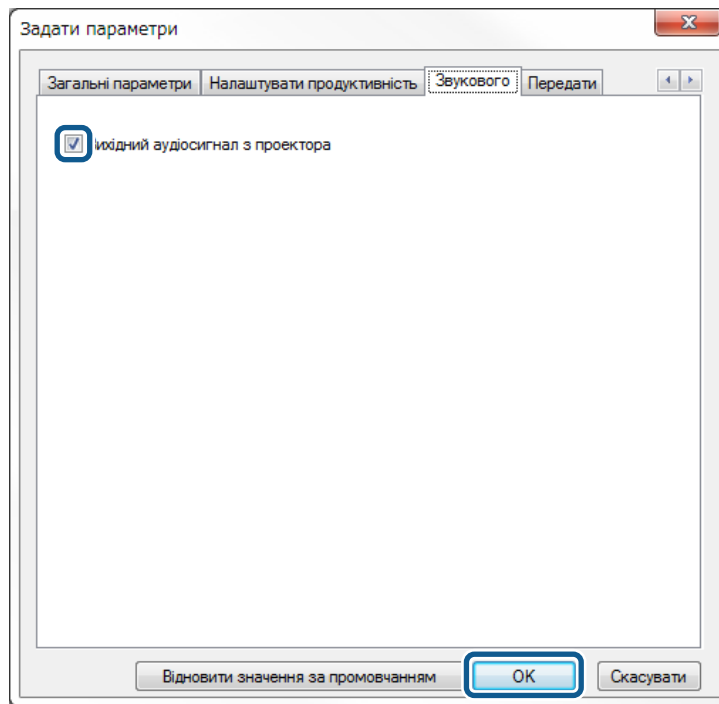 Задати параметри
Загальні параметри Налаштувати продуктивність Звукового Передати
ихідний аудіосигнал з проектора
Відновити значення за промовчанням OK Скасувати